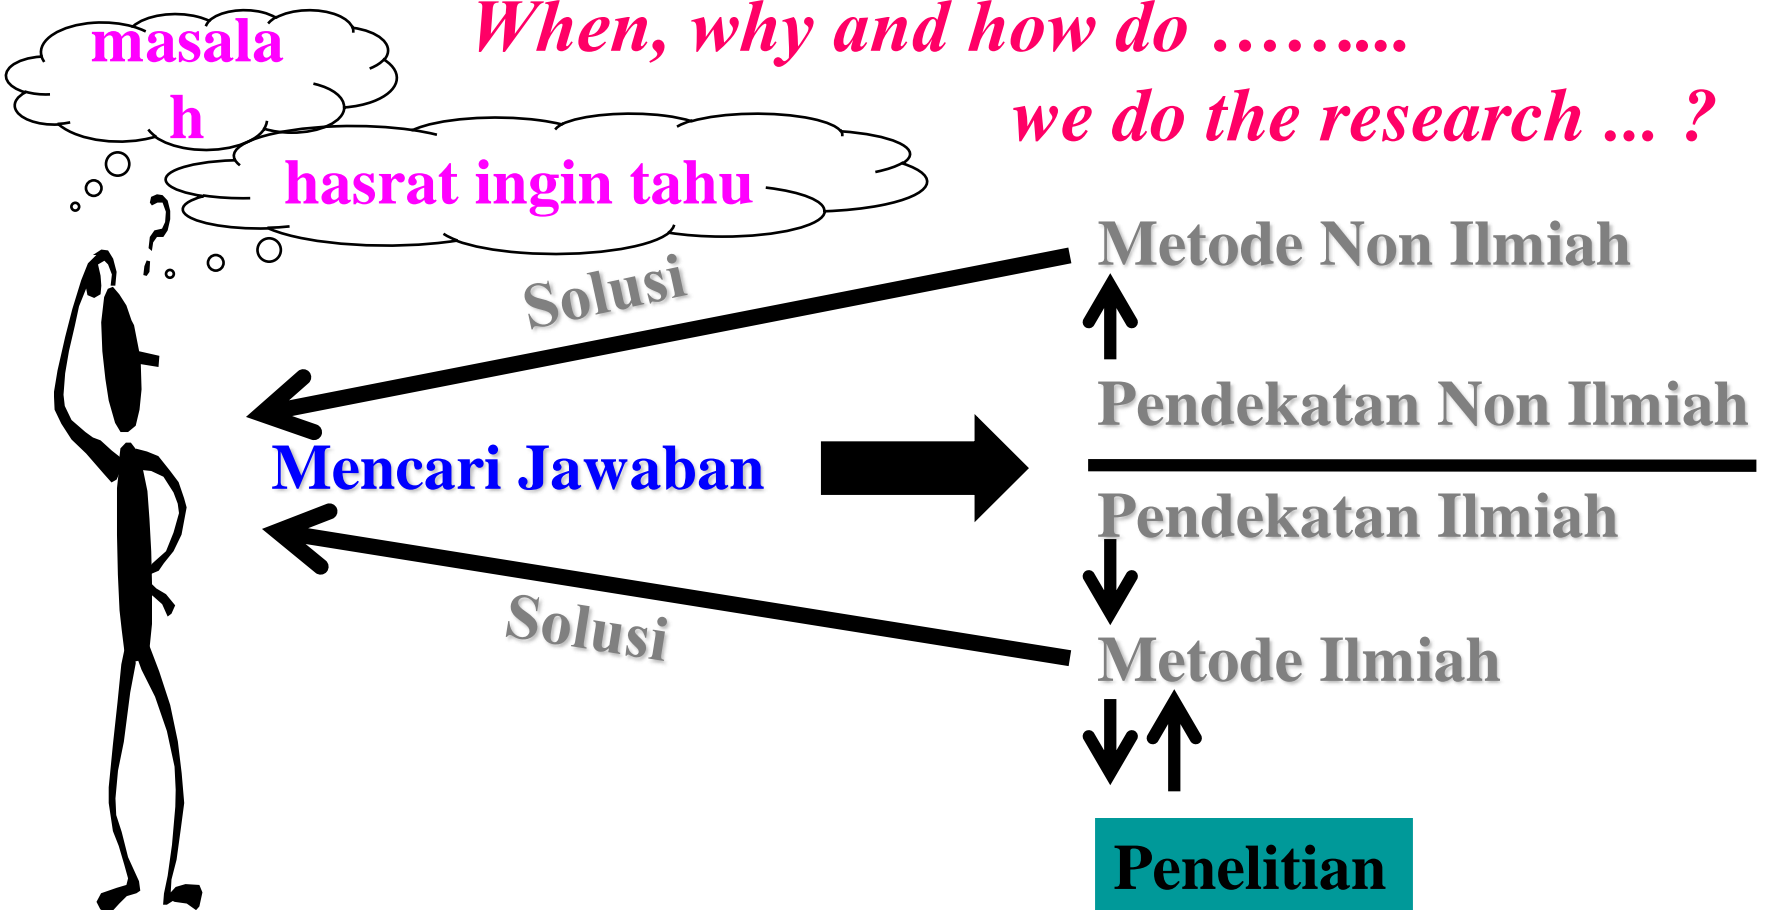 When, why and how do ……...
we do the research ... ?
masala
h
hasrat ingin tahu
Metode Non Ilmiah
Solusi
Pendekatan Non Ilmiah
Mencari Jawaban
Pendekatan Ilmiah
Solusi
Metode Ilmiah
Penelitian